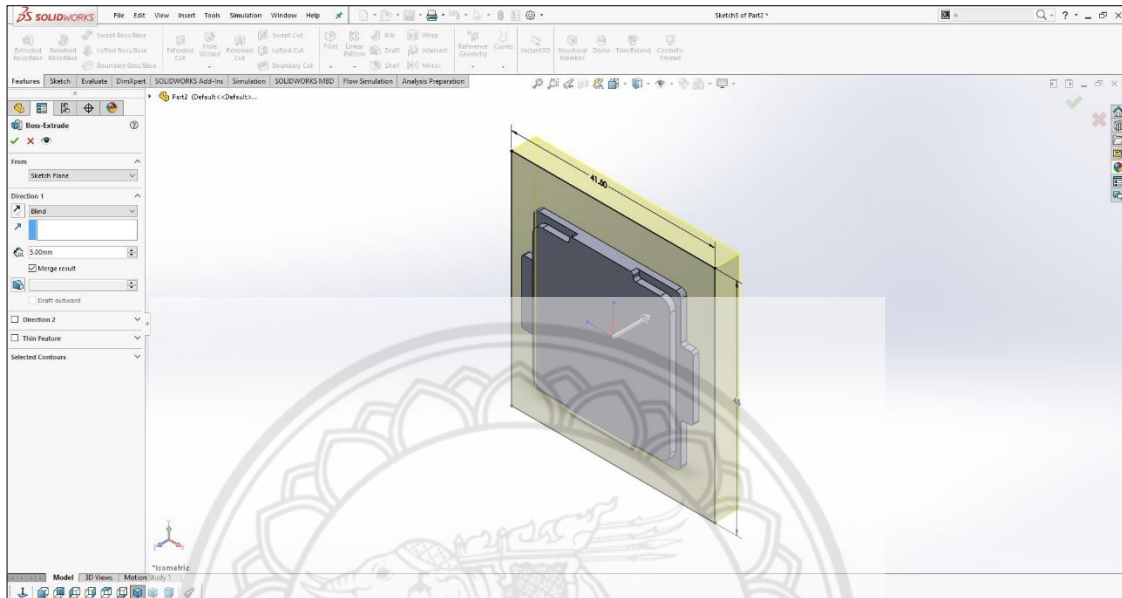 SOLIDWORKS File Edit View Insert Tools Simulation Window Help Sketch3 of Part2 *
Extruded Boss/Base Revolved Boss/Base Swept Boss/Base Lofted Boss/Base Boundary Boss/Base Extruded Cut Hole Wizard Revolved Cut Swept Cut Lofted Cut Boundary Cut Fillet Linear Pattern Rib Draft Shell Wrap Intersect Mirror Reference Geometry Curves Instant3D Structural Member Dome Trim/Extend Cosmetic Thread
Features Sketch Evaluate DimXpert SOLIDWORKS Add-Ins Simulation SOLIDWORKS MBD Flow Simulation Analysis Preparation
Part2 (Default<<Default>...
Boss-Extrude
From
Sketch Plane
Direction 1
Blind
5.00mm
Merge result
Draft outward
Direction 2
Thin Feature
Selected Contours
41.50
*Isometric
Model 3D Views Motion Study 1